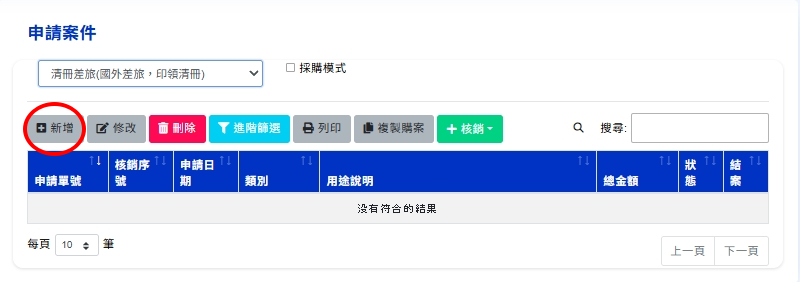 申請案件
清冊差旅(國外差旅，印領清冊)
採購模式
新增 修改 刪除 進階篩選 列印 複製購案 核銷 搜尋:
申請單號 核銷序號 申請日期 類別 用途說明 總金額 狀態 結案
沒有符合的結果
每頁 10 筆
上一頁 下一頁